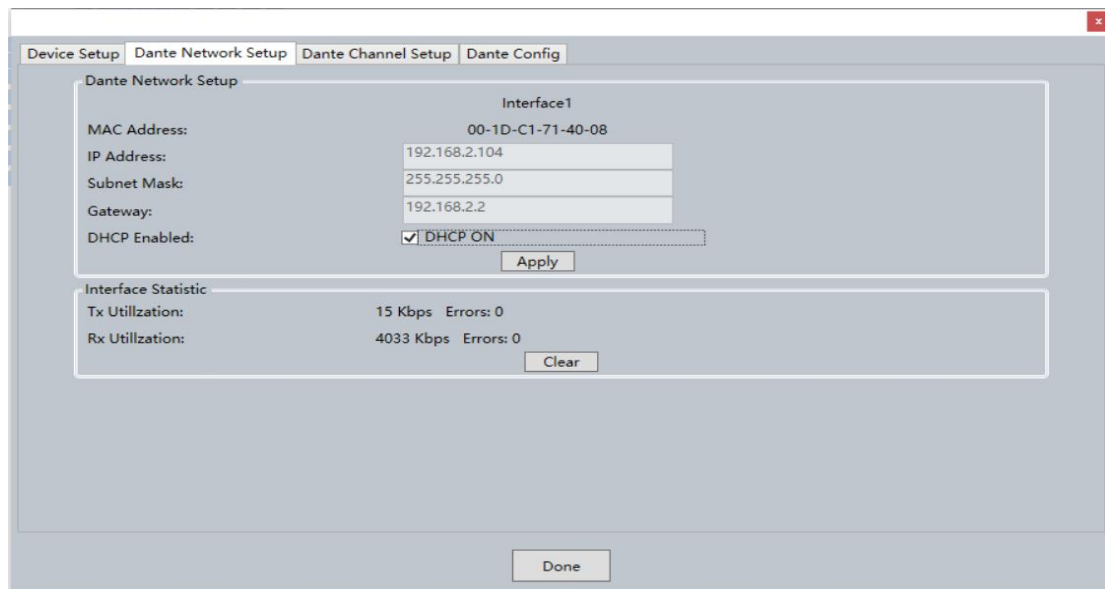 x
Device Setup Dante Network Setup Dante Channel Setup Dante Config
Dante Network Setup
Interface1
MAC Address: 00-1D-C1-71-40-08
IP Address: 192.168.2.104
Subnet Mask: 255.255.255.0
Gateway: 192.168.2.2
DHCP Enabled: DHCP ON
Apply
Interface Statistic
Tx Utillzation: 15 Kbps Errors: 0
Rx Utillzation: 4033 Kbps Errors: 0
Clear
Done